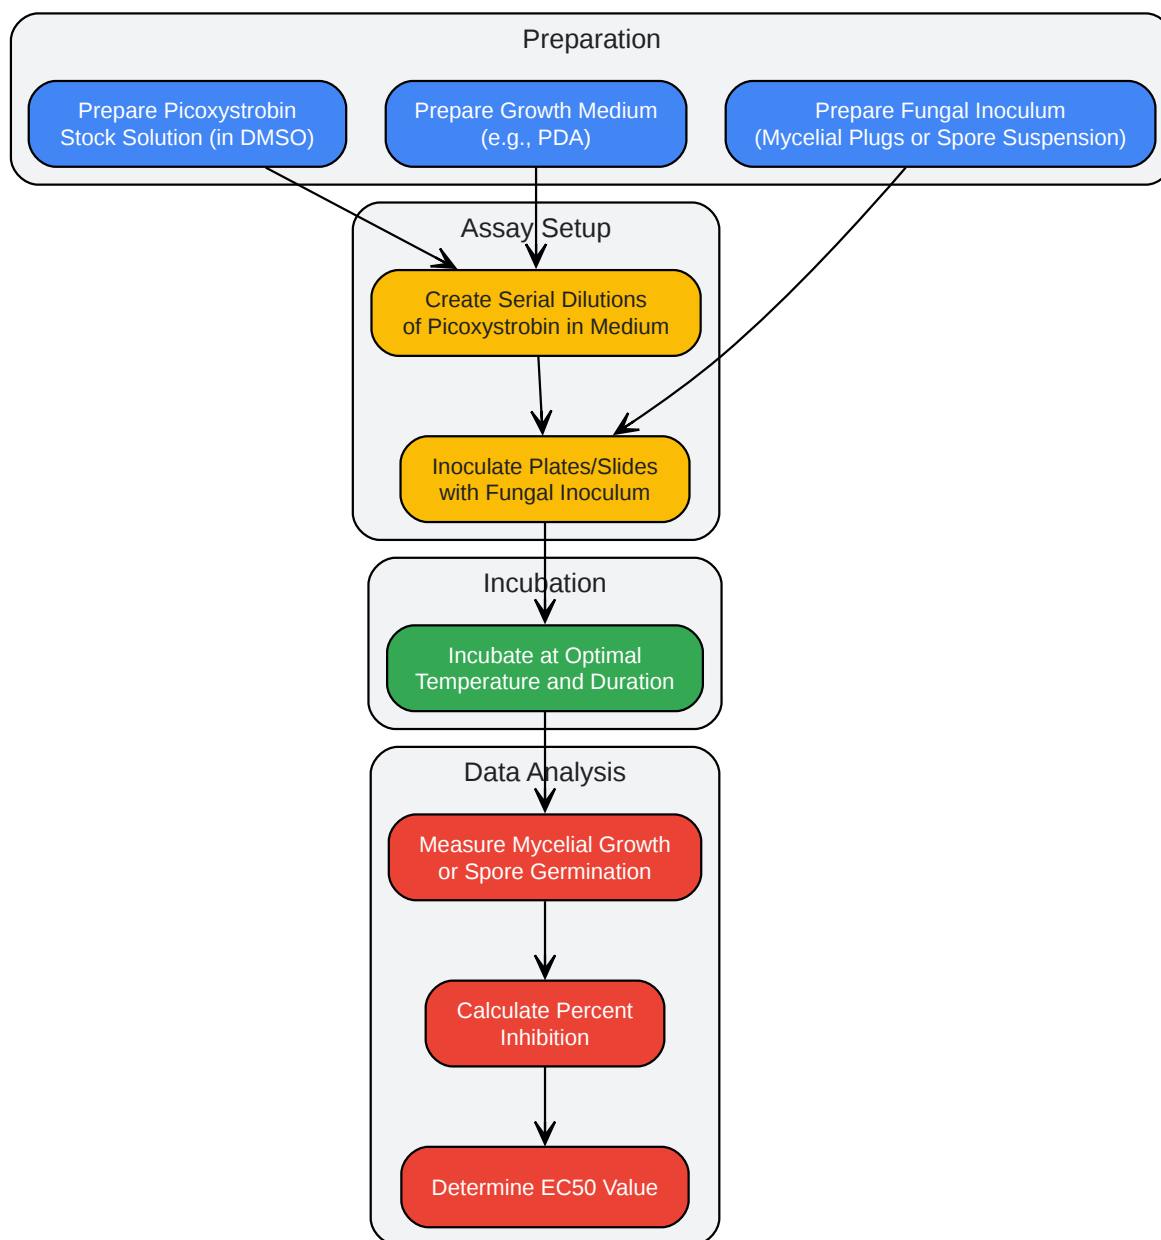 Preparation
Prepare Picoxystrobin
Stock Solution (in DMSO)
Prepare Growth Medium
(e.g., PDA)
Prepare Fungal Inoculum
(Mycelial Plugs or Spore Suspension)
Assay Setup
Create Serial Dilutions
of Picoxystrobin in Medium
Inoculate Plates/Slides
with Fungal Inoculum
Incubation
Incubate at Optimal
Temperature and Duration
Data Analysis
Measure Mycelial Growth
or Spore Germination
Calculate Percent
Inhibition
Determine EC50 Value